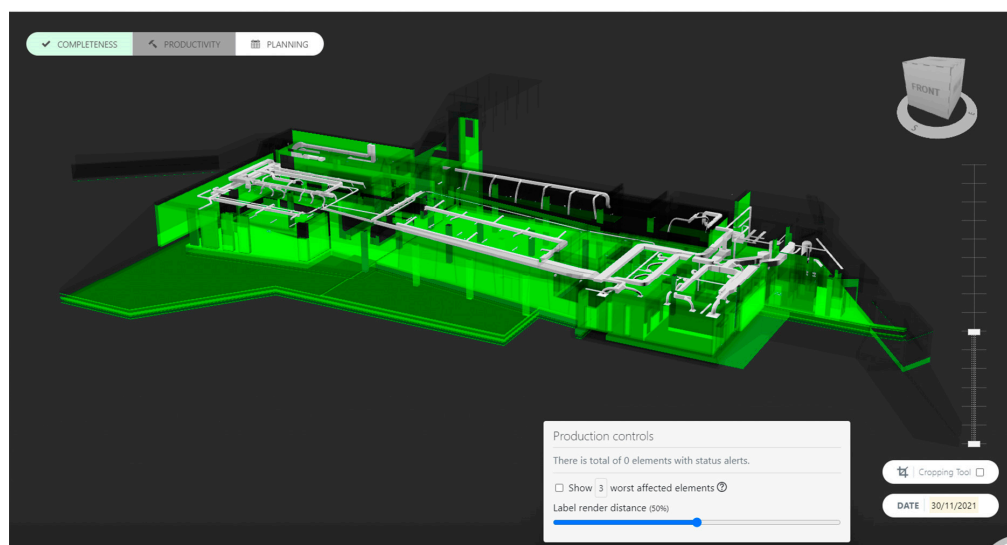 COMPLETENESS PRODUCTIVITY PLANNING
FRONT
S
Production controls
There is total of 0 elements with status alerts.
Show 3 worst affected elements
Label render distance (50%)
Cropping Tool
DATE 30/11/2021